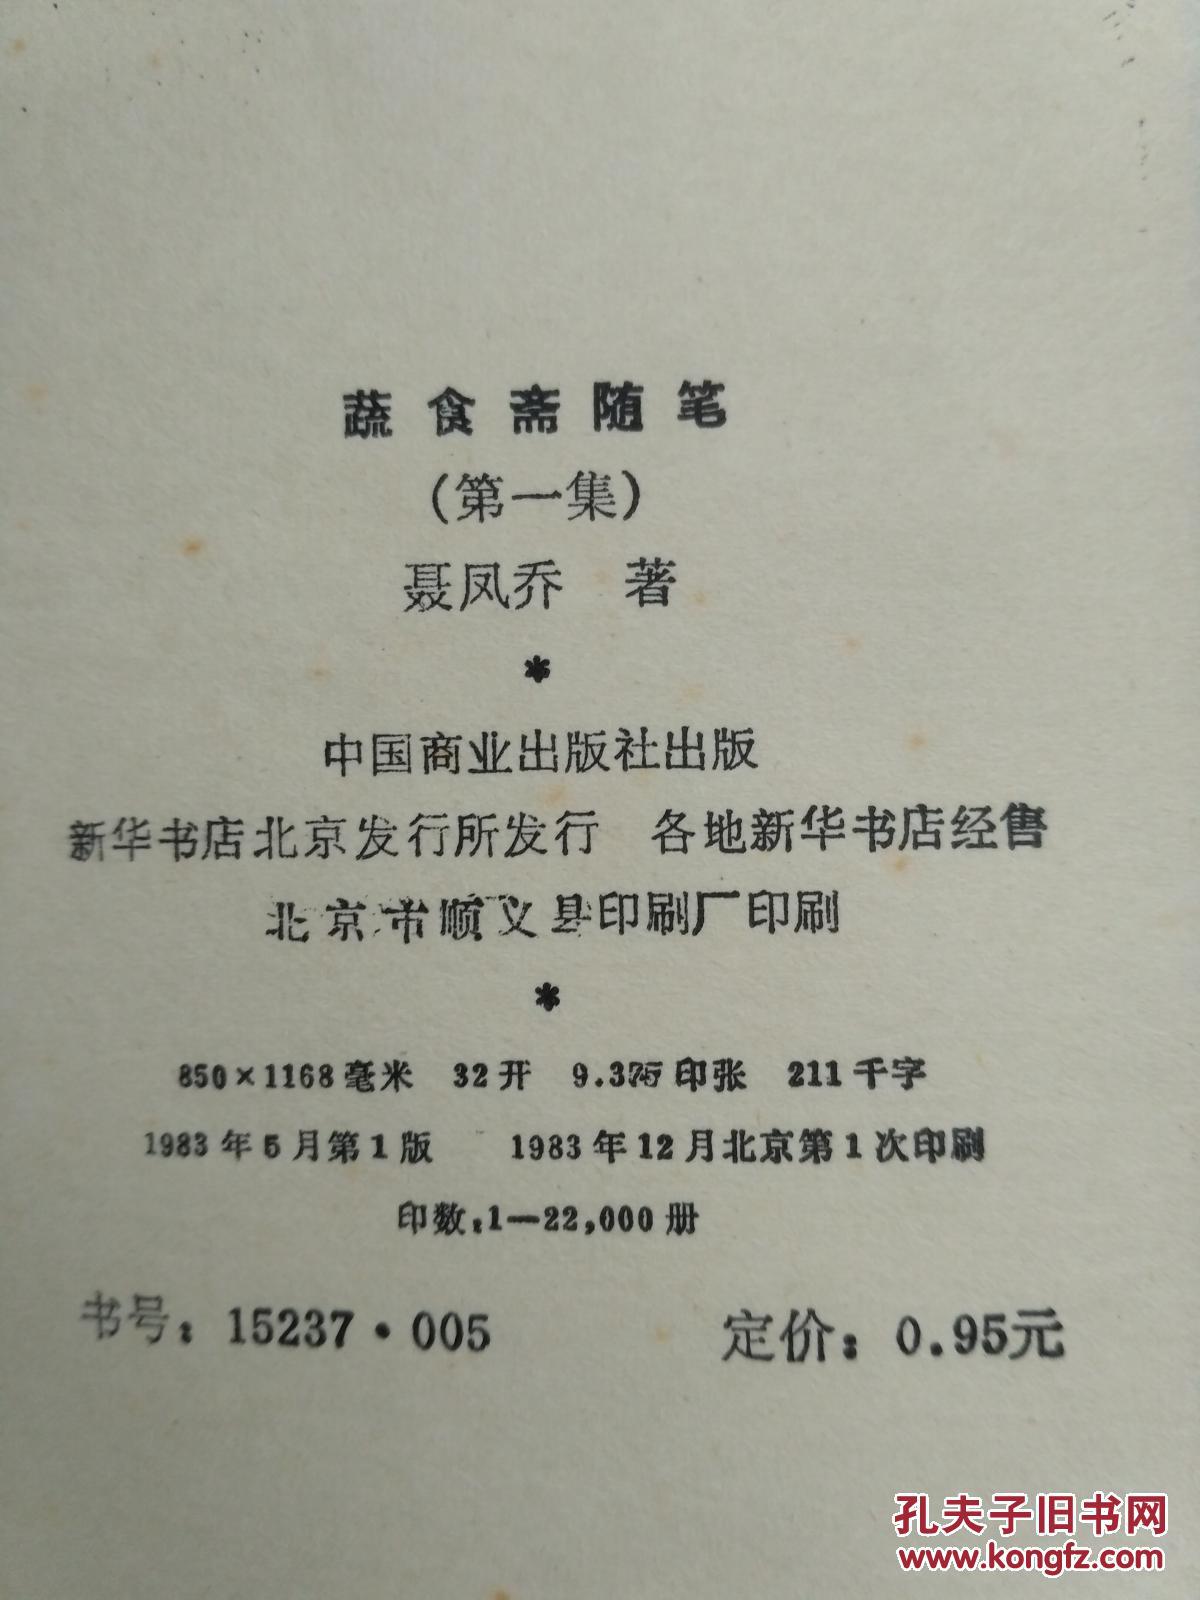 蔬食斋随笔
(第一集)
聂凤乔 著
*
中国商业出版社出版
新华书店北京发行所发行 各地新华书店经售
北京市顺义县印刷厂印刷
*
850×1168毫米 32开 9.375印张 211千字
1983年5月第1版 1983年12月北京第1次印刷
印数：1—22,000册
书号：15237·005 定价：0.95元
孔夫子旧书网
www.kongfz.com